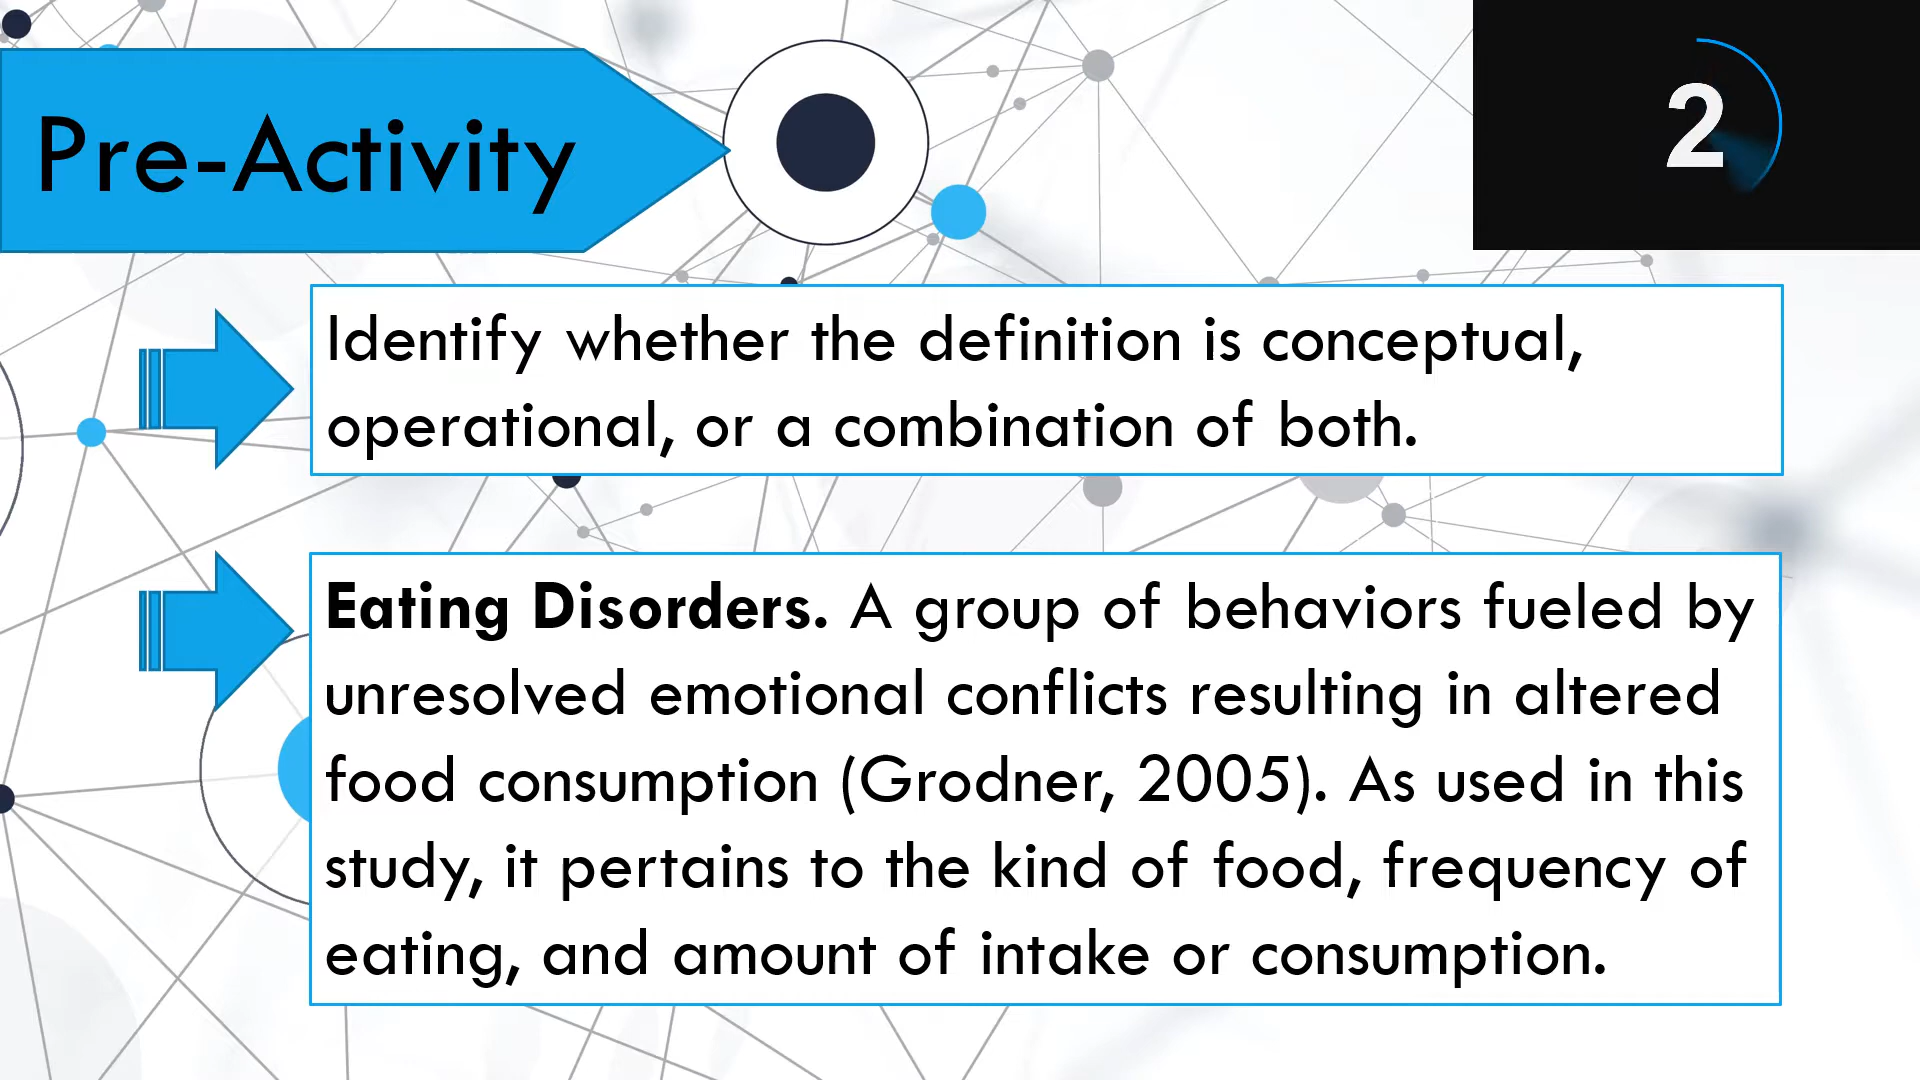 Pre-Activity
2
Identify whether the definition is conceptual,
operational, or a combination of both.
Eating Disorders. A group of behaviors fueled by
unresolved emotional conflicts resulting in altered
food consumption (Grodner, 2005). As used in this
study, it pertains to the kind of food, frequency of
eating, and amount of intake or consumption.